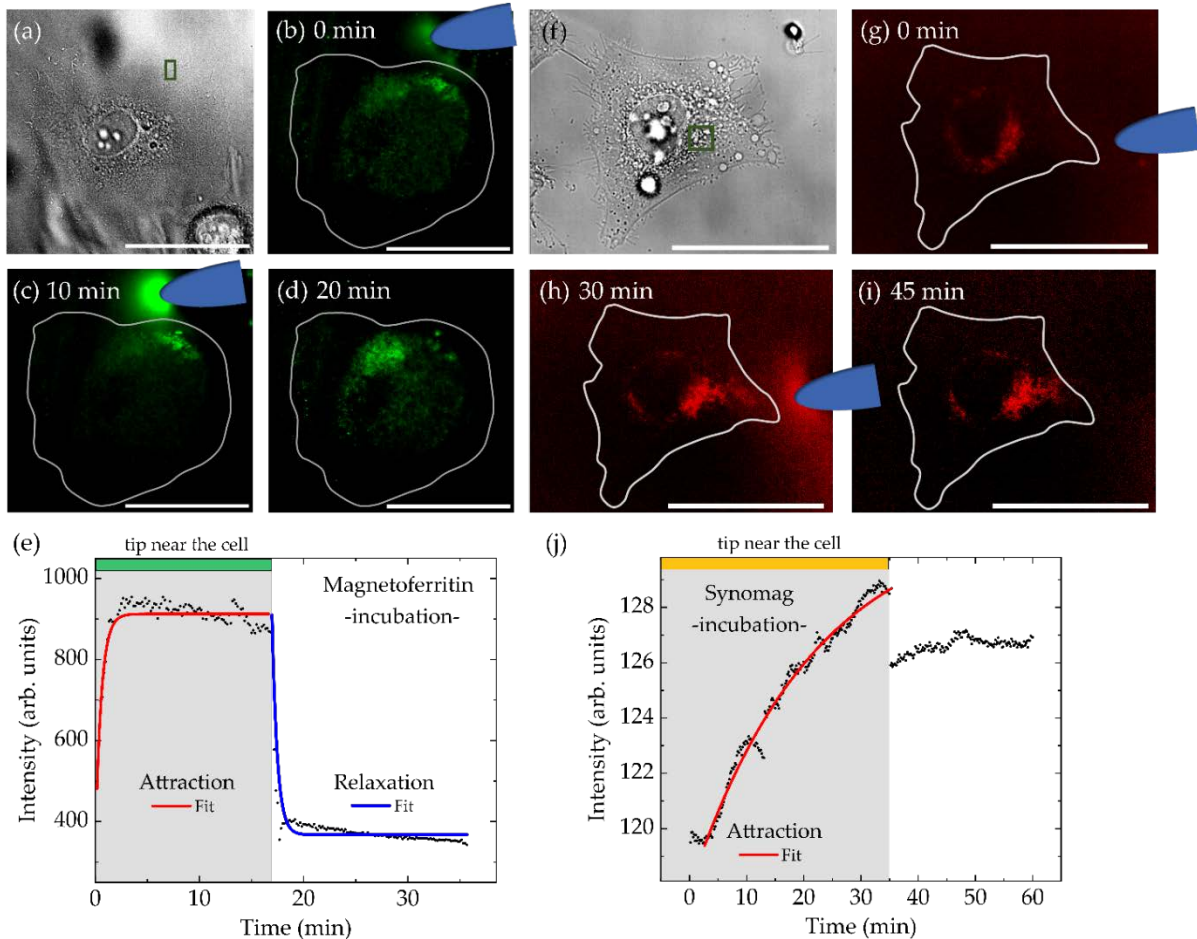 (a)
(b) 0 min
(f)
(g) 0 min
(c) 10 min
(d) 20 min
(h) 30 min
(i) 45 min
(e)
tip near the cell
Magnetoferritin
-incubation-
Attraction
Fit
Relaxation
Fit
Intensity (arb. units)
1000
800
600
400
0
10
20
30
Time (min)
(j)
tip near the cell
Synomag
-incubation-
Attraction
Fit
Intensity (arb. units)
128
126
124
122
120
0
10
20
30
40
50
60
Time (min)